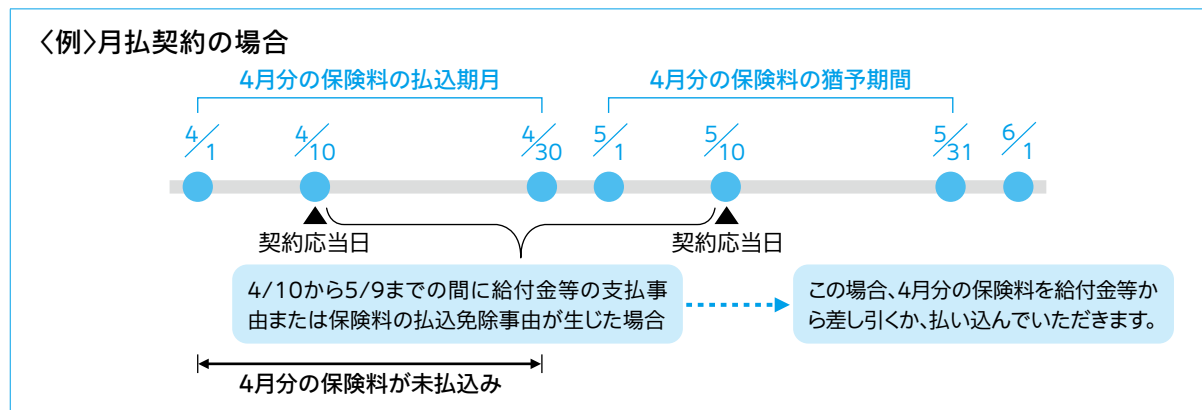 〈例〉月払契約の場合
4月分の保険料の払込期月
4月分の保険料の猶予期間
4/1
4/10
4/30
5/1
5/10
5/31
6/1
契約応当日
契約応当日
4/10から5/9までの間に給付金等の支払事
由または保険料の払込免除事由が生じた場合
この場合、4月分の保険料を給付金等か
ら差し引くか、払い込んでいただきます。
4月分の保険料が未払込み